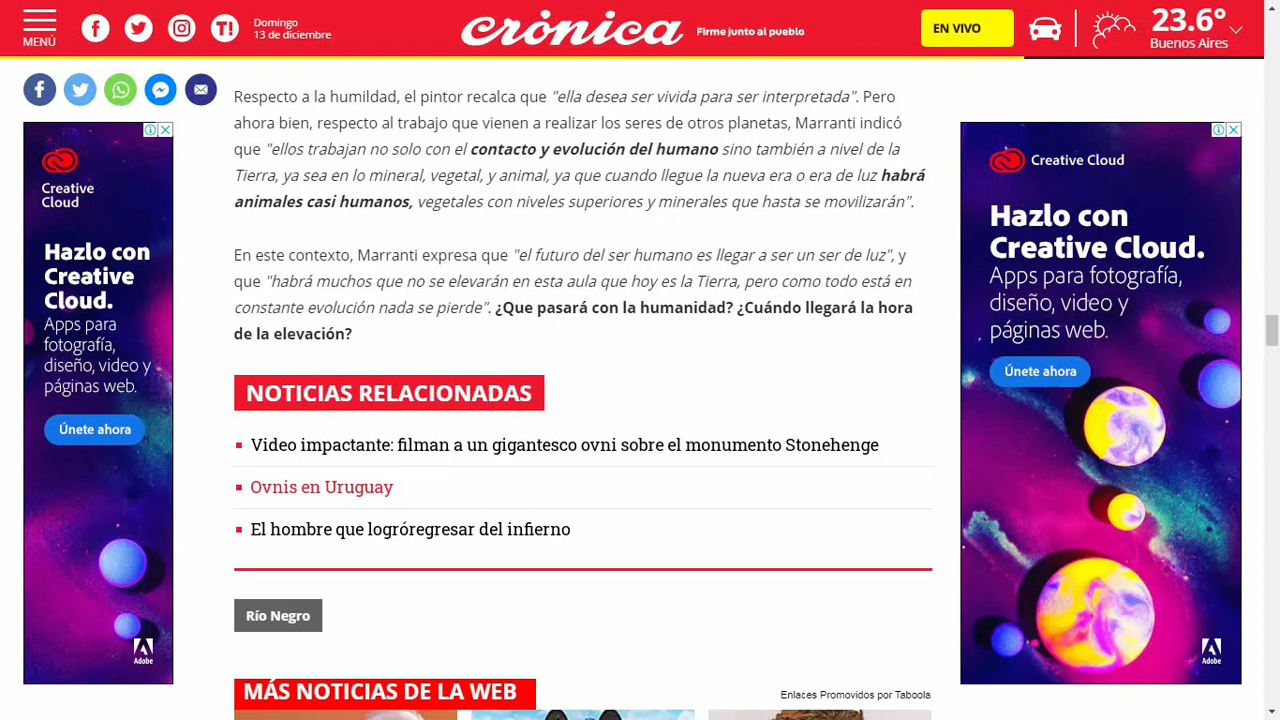 MENÚ
Domingo
13 de diciembre
crónica
Firme junto al pueblo
EN VIVO
23.6°
Buenos Aires
Respecto a la humildad, el pintor recalca que "ella desea ser vivida para ser interpretada". Pero
ahora bien, respecto al trabajo que vienen a realizar los seres de otros planetas, Marranti indicó
que "ellos trabajan no solo con el contacto y evolución del humano sino también a nivel de la
Tierra, ya sea en lo mineral, vegetal, y animal, ya que cuando llegue la nueva era o era de luz habrá
animales casi humanos, vegetales con niveles superiores y minerales que hasta se movilizarán".
En este contexto, Marranti expresa que "el futuro del ser humano es llegar a ser un ser de luz", y
que "habrá muchos que no se elevarán en esta aula que hoy es la Tierra, pero como todo está en
constante evolución nada se pierde". ¿Que pasará con la humanidad? ¿Cuándo llegará la hora
de la elevación?
NOTICIAS RELACIONADAS
Video impactante: filman a un gigantesco ovni sobre el monumento Stonehenge
Ovnis en Uruguay
El hombre que logróregresar del infierno
Río Negro
MÁS NOTICIAS DE LA WEB
Enlaces Promovidos por Taboola
Creative
Cloud
Hazlo con
Creative
Cloud.
Apps para
fotografía,
diseño, video y
páginas web.
Únete ahora
Adobe
Creative Cloud
Hazlo con
Creative Cloud.
Apps para fotografía,
diseño, video y
páginas web.
Únete ahora
Adobe